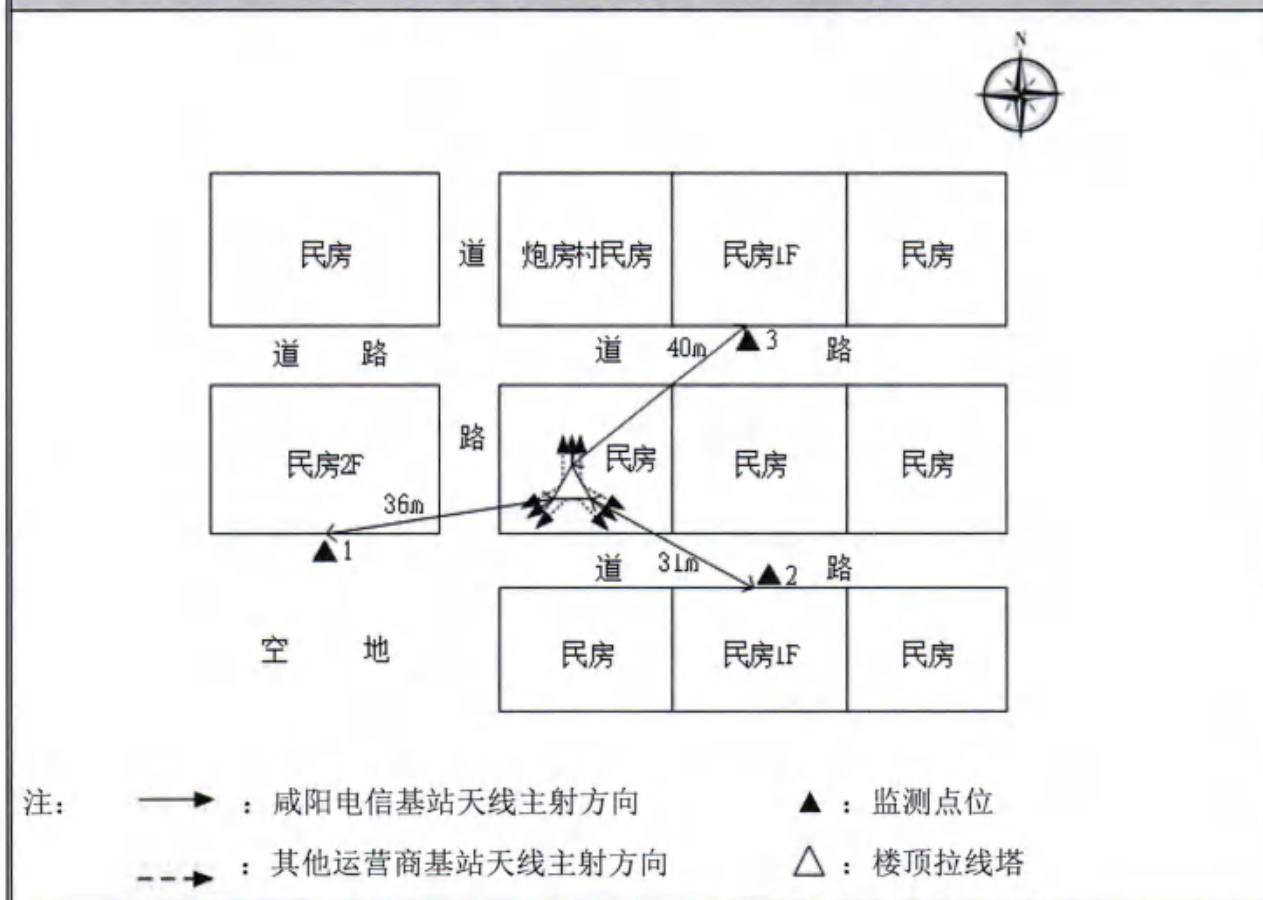 N
民房 道 炮房村民房 民房1F 民房
道 路 道 40m 3 路
民房2F 路 民房 民房 民房
36m
1 道 31m 2 路
空 地 民房 民房1F 民房
注： ：咸阳电信基站天线主射方向 ▲：监测点位
：其他运营商基站天线主射方向 △：楼顶拉线塔